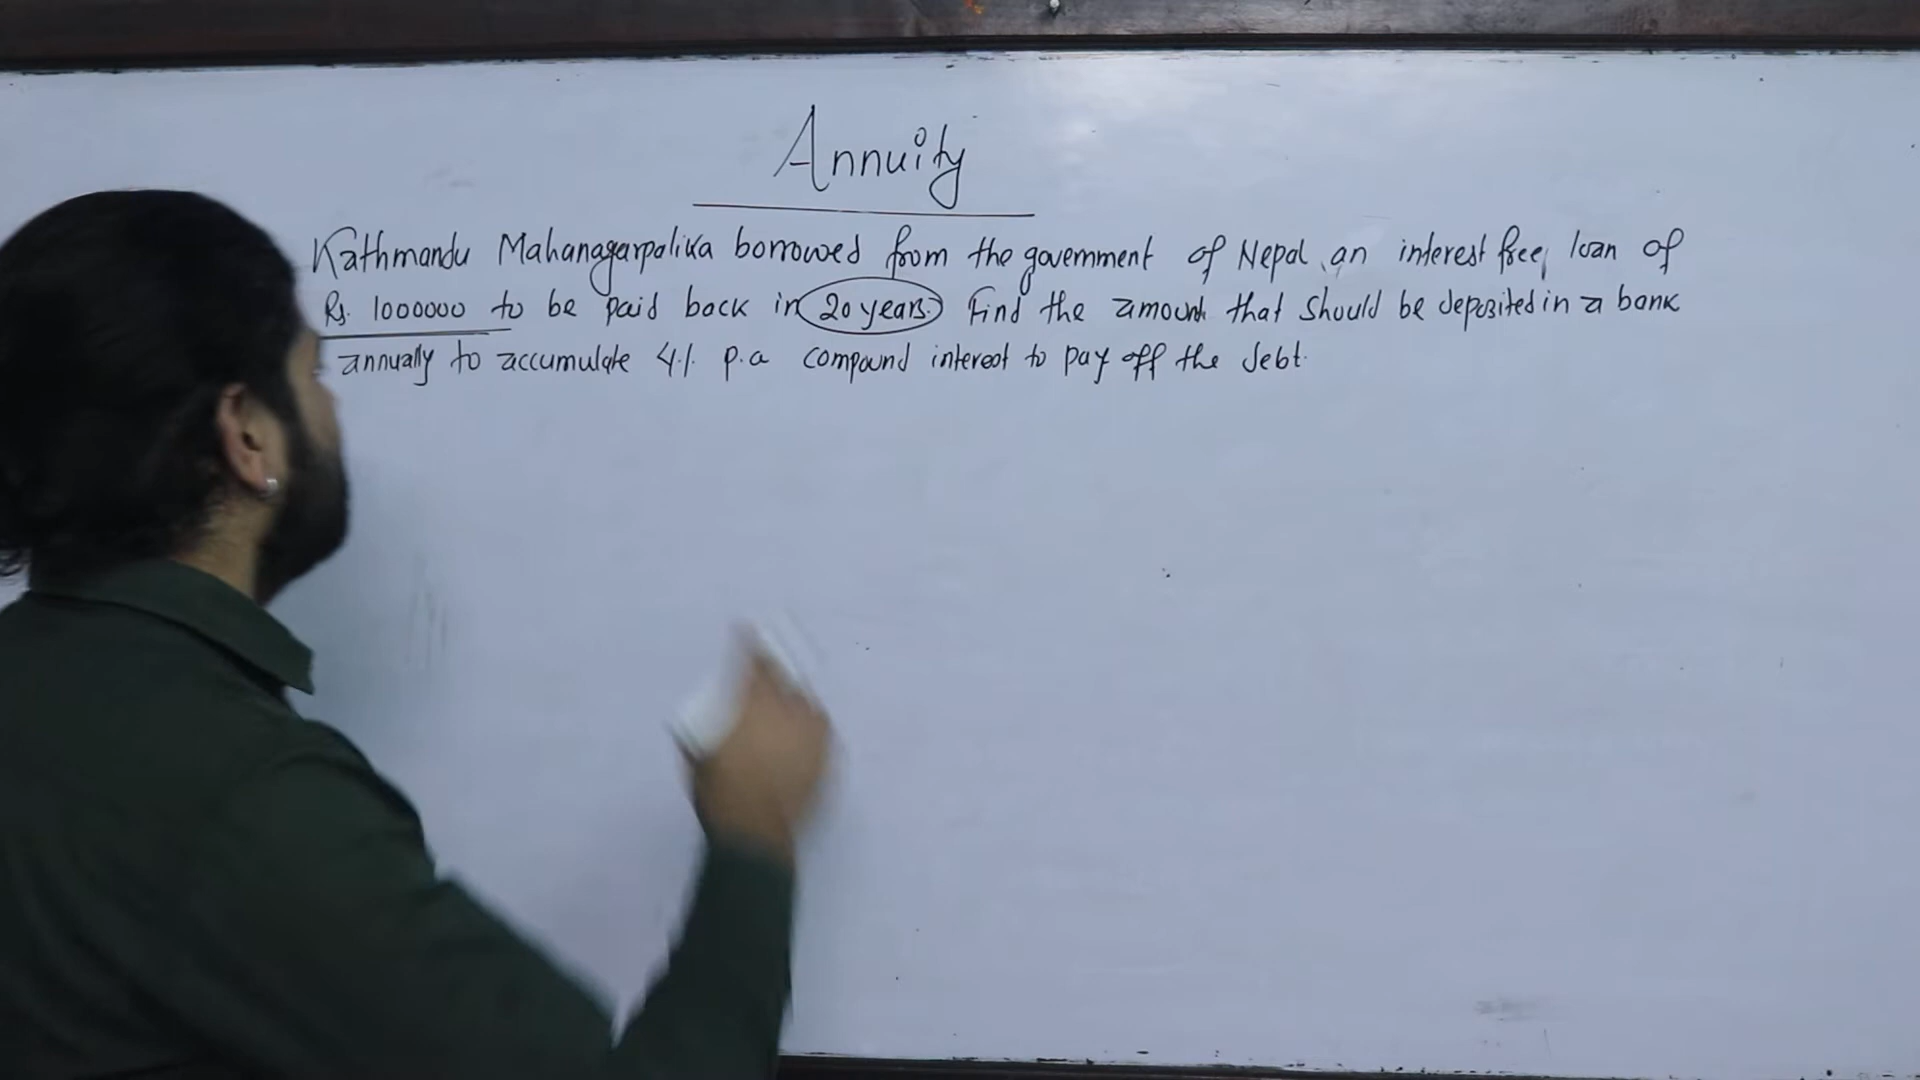 Annuity
Kathmandu Mahanagarpalika borrowed from the government of Nepal, an interest free loan of
Rs. 1000000 to be paid back in 20 years. Find the amount that should be deposited in a bank
annually to accumulate 4% p.a compound interest to pay off the debt.